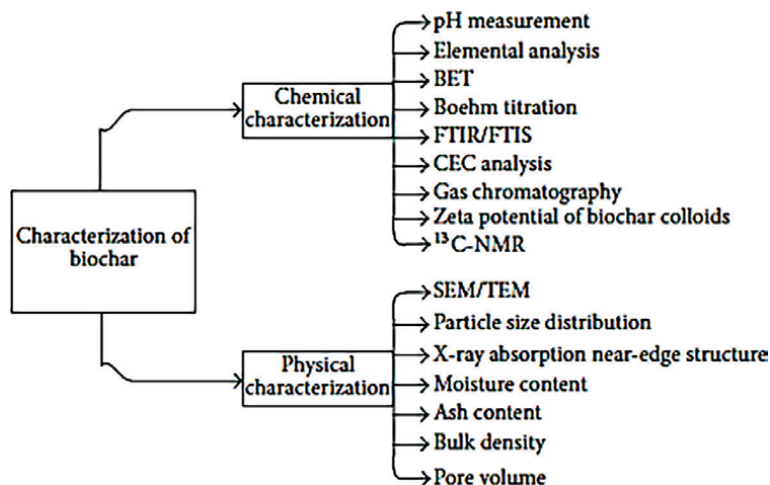 Characterization of
biochar
Chemical
characterization
pH measurement
Elemental analysis
BET
Boehm titration
FTIR/FTIS
CEC analysis
Gas chromatography
Zeta potential of biochar colloids
¹³C-NMR
Physical
characterization
SEM/TEM
Particle size distribution
X-ray absorption near-edge structure
Moisture content
Ash content
Bulk density
Pore volume